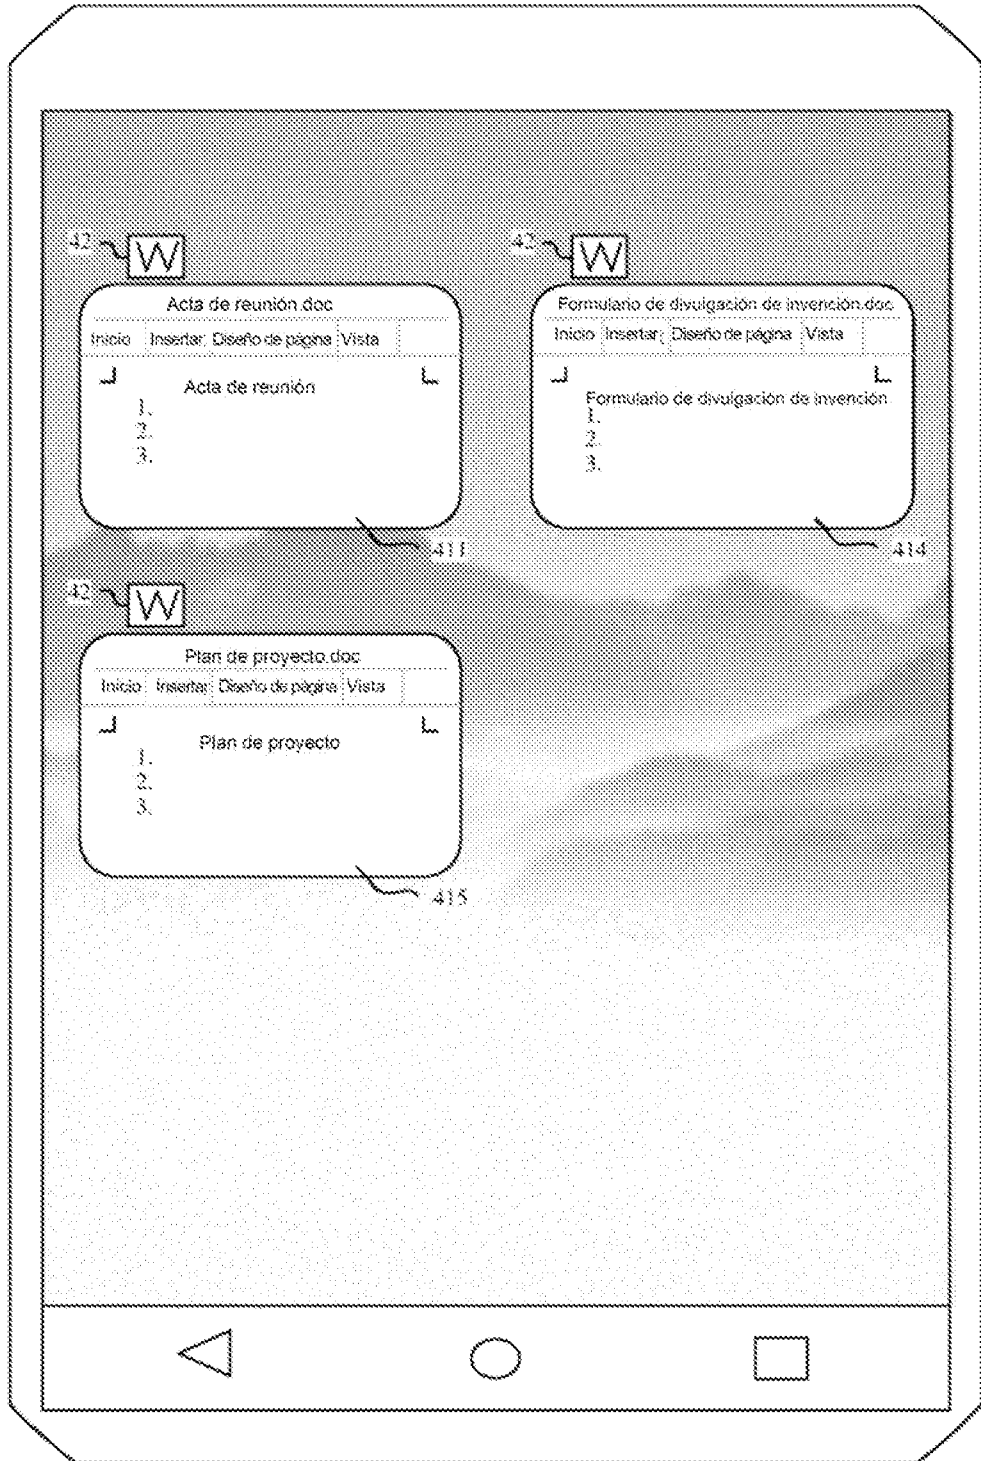 42 W
Acta de reunión.doc
Inicio Insertar Diseño de página Vista
Acta de reunión
1.
2.
3.
411
42 W
Formulario de divulgación de invención.doc
Inicio Insertar Diseño de página Vista
Formulario de divulgación de invención
1.
2.
3.
414
42 W
Plan de proyecto.doc
Inicio Insertar Diseño de página Vista
Plan de proyecto
1.
2.
3.
415